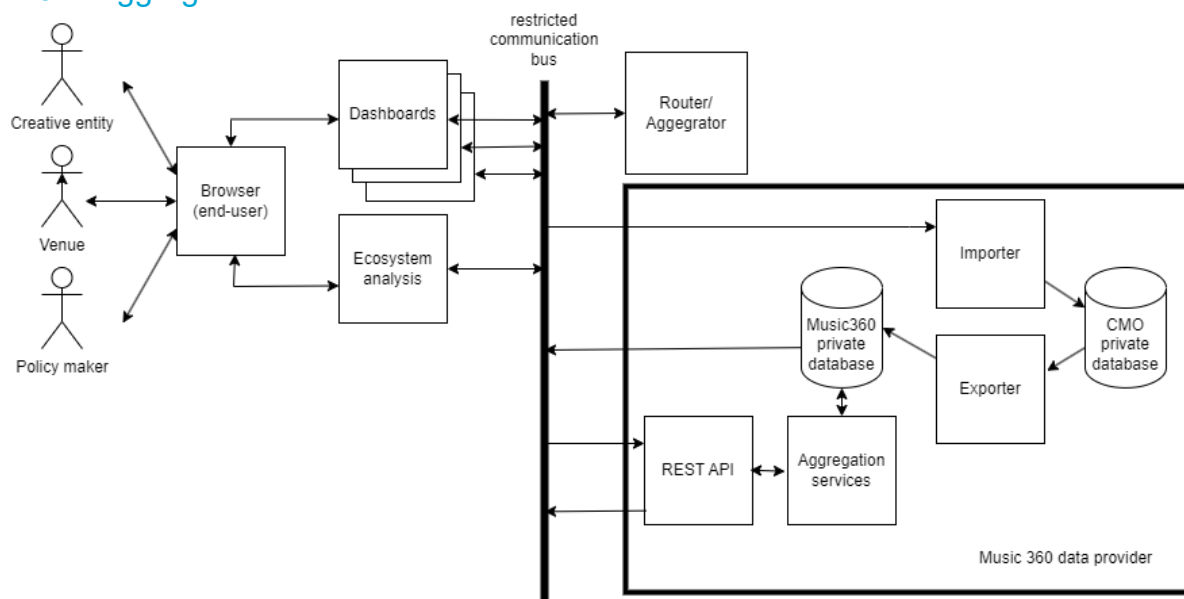 restricted
communication
bus
Creative entity
Dashboards
Router/
Aggegrator
Browser
(end-user)
Venue
Ecosystem
analysis
Importer
Music360
private
database
CMO
private
database
Policy maker
Exporter
REST API
Aggregation
services
Music 360 data provider